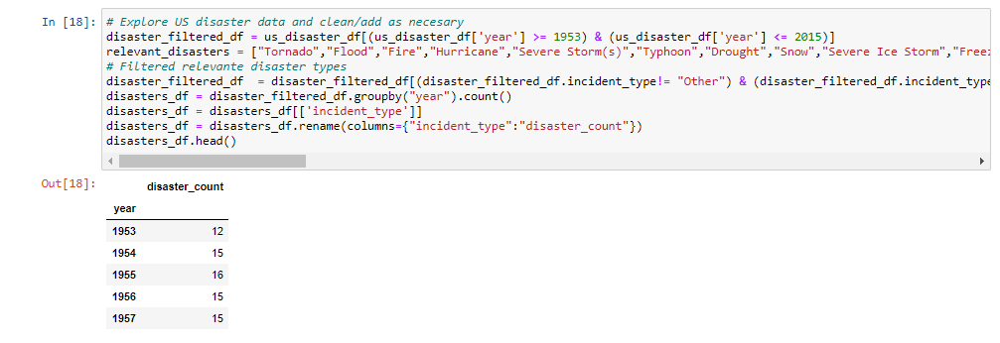 In [18]: # Explore US disaster data and clean/add as necesary
disaster_filtered_df = us_disaster_df[(us_disaster_df['year'] >= 1953) & (us_disaster_df['year'] <= 2015)]
relevant_disasters = ["Tornado","Flood","Fire","Hurricane","Severe Storm(s)","Typhoon","Drought","Snow","Severe Ice Storm","Freez
# Filtered relevante disaster types
disaster_filtered_df  = disaster_filtered_df[(disaster_filtered_df.incident_type!= "Other") & (disaster_filtered_df.incident_type
disasters_df = disaster_filtered_df.groupby("year").count()
disasters_df = disasters_df[['incident_type']]
disasters_df = disasters_df.rename(columns={"incident_type":"disaster_count"})
disasters_df.head()
Out[18]:
disaster_count
year
1953 12
1954 15
1955 16
1956 15
1957 15